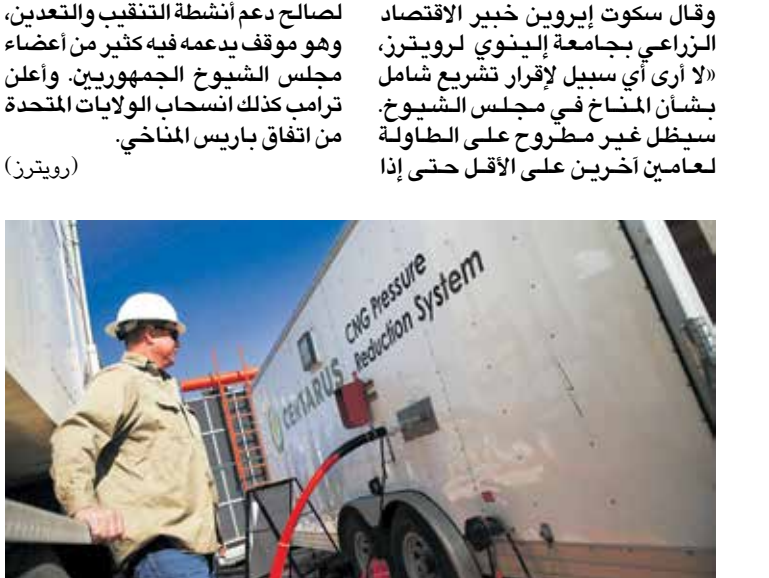 وقال سكوت إيروين خبير الاقتصاد
الزراعي بجامعة إلينوي لرويترز،
«لا أرى أي سبيل لإقرار تشريع شامل
بشأن المناخ في مجلس الشيوخ.
سيظل غير مطروح على الطاولة
لعامين آخرين على الأقل حتى إذا
لصالح دعم أنشطة التنقيب والتعدين،
وهو موقف يدعمه فيه كثير من أعضاء
مجلس الشيوخ الجمهوريين. وأعلن
ترامب كذلك انسحاب الولايات المتحدة
من اتفاق باريس المناخي.
(رويترز)
CNG Pressure
Reduction System
CERTARUS